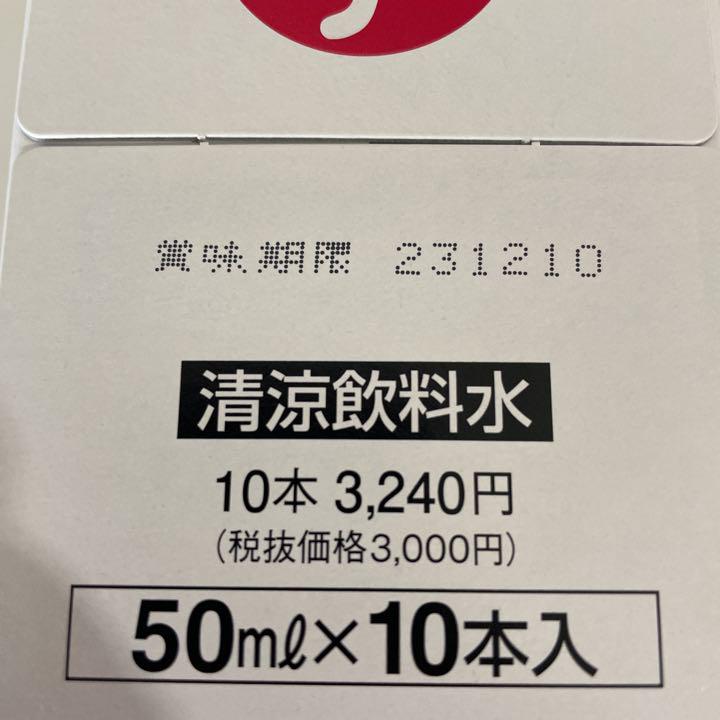 賞味期限 231210
清涼飲料水
10本 3,240円
(税抜価格3,000円)
50mℓ×10本入